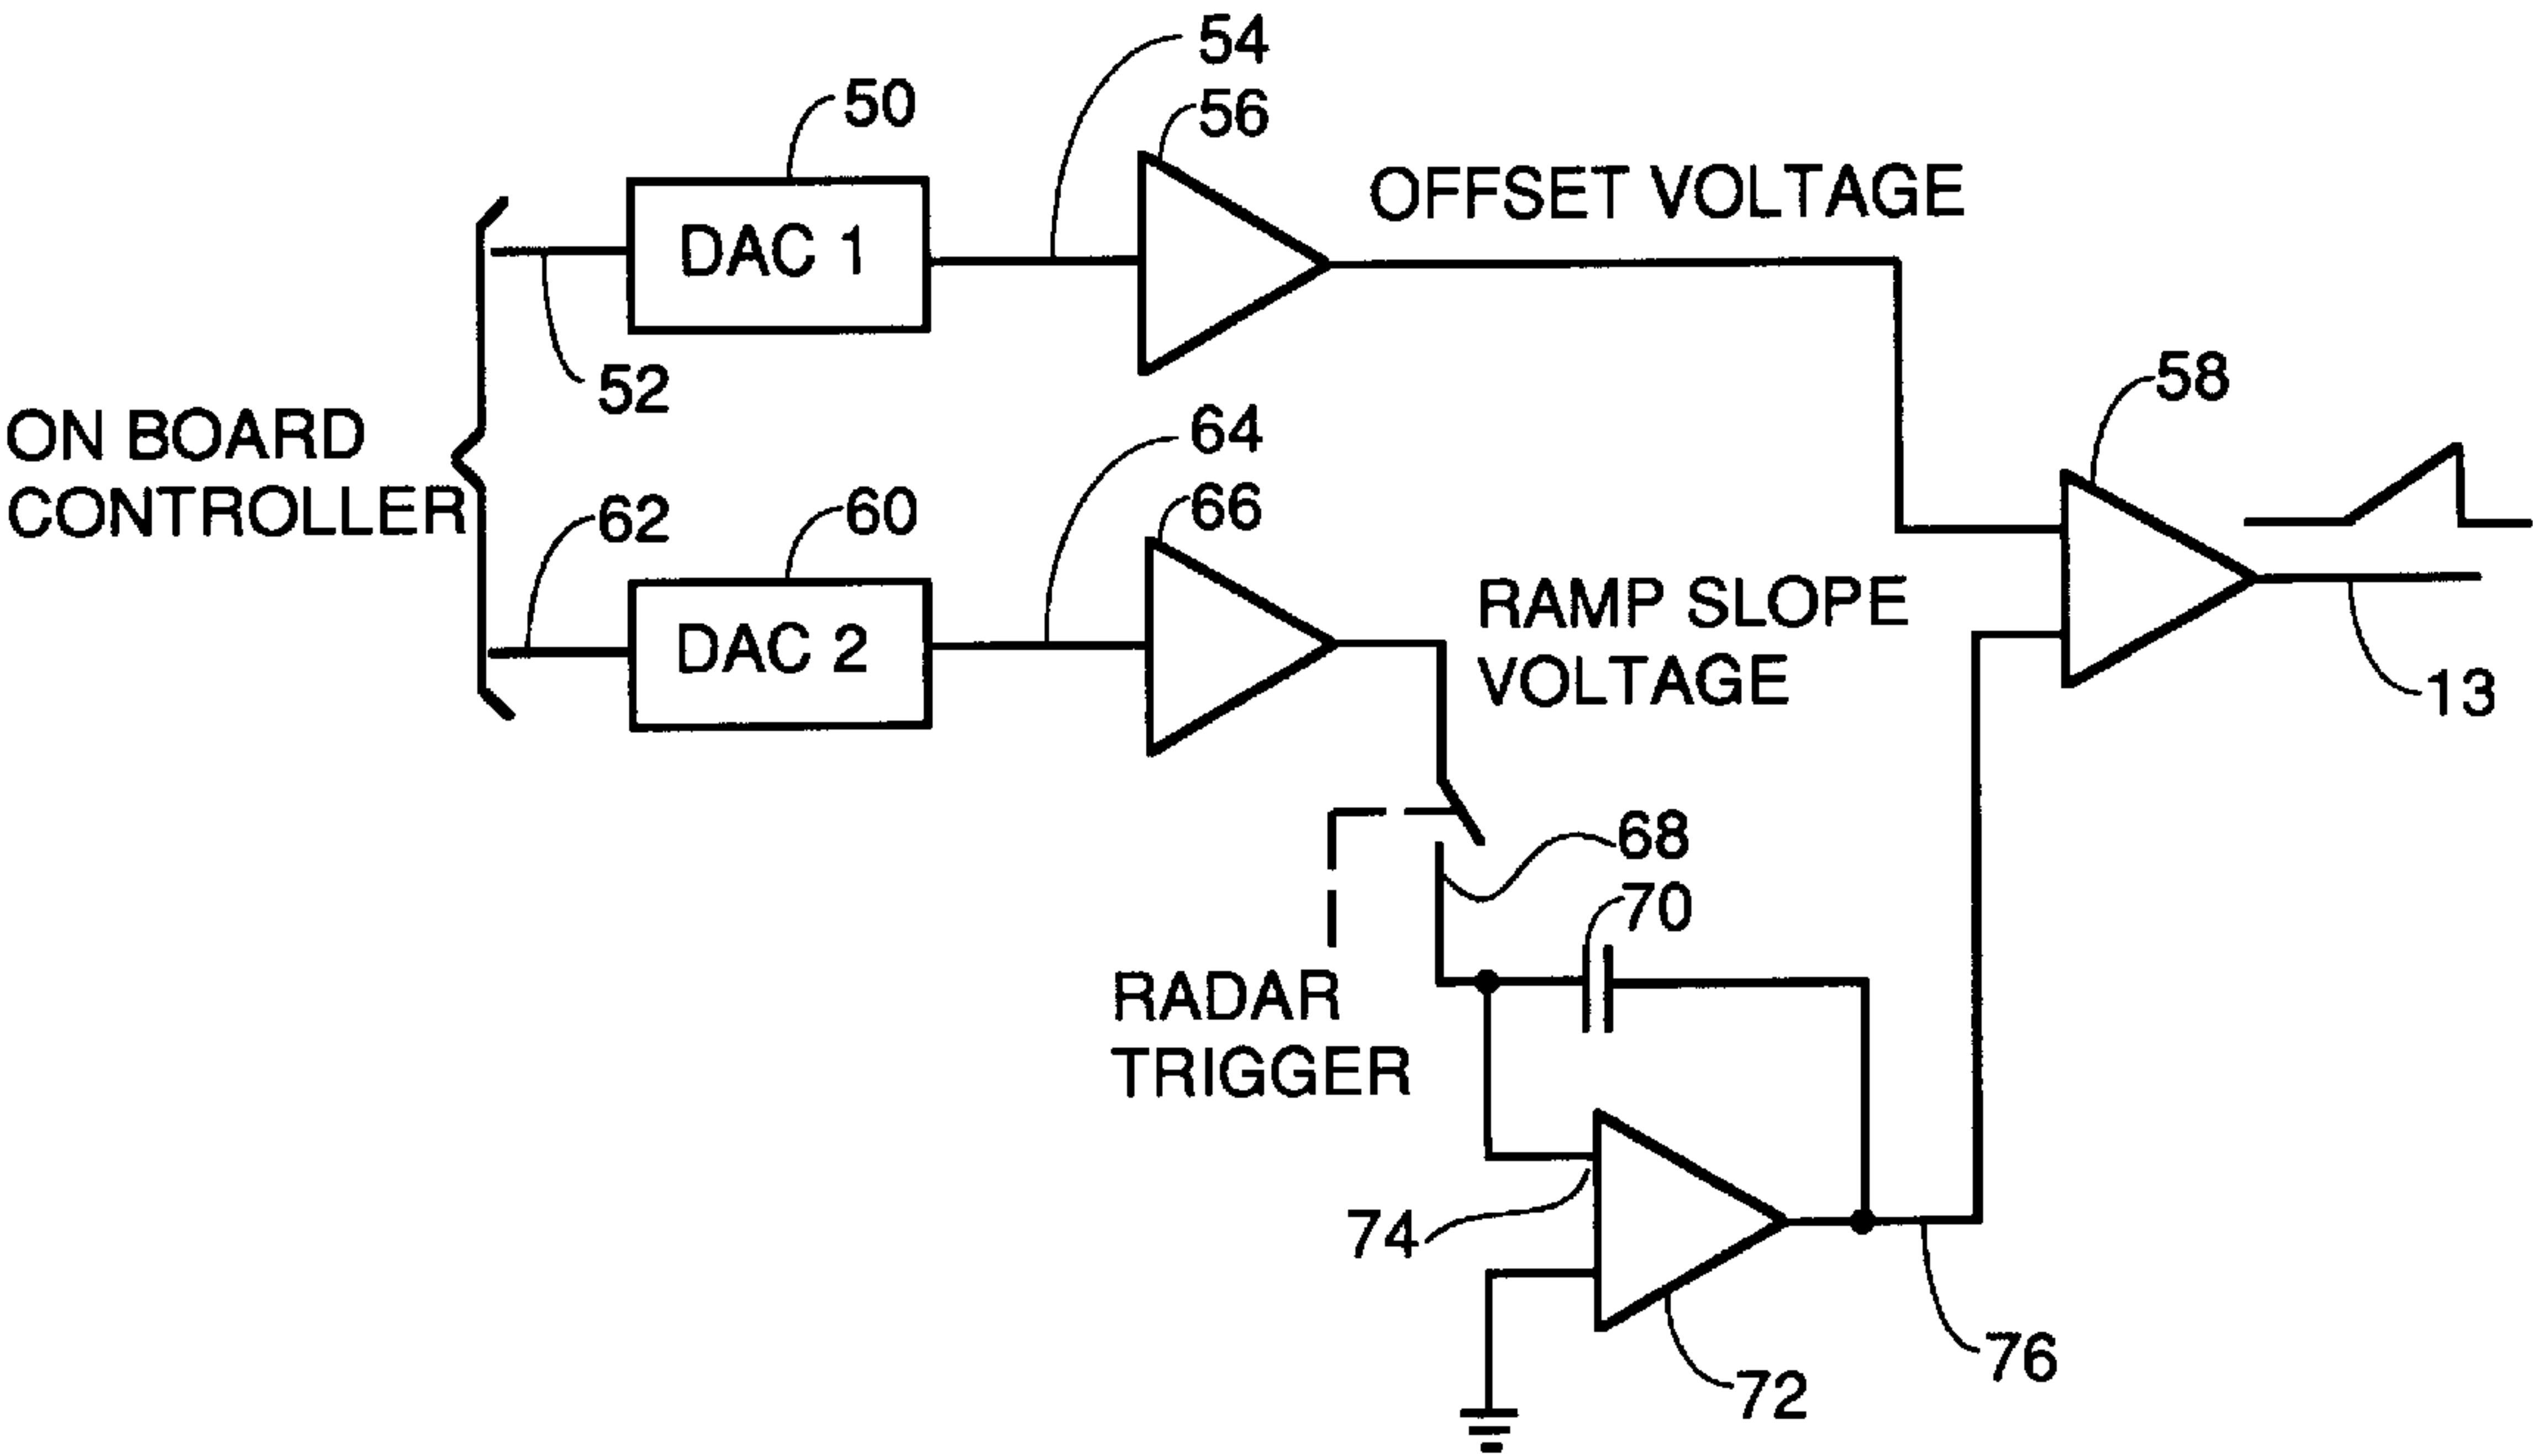 54
50
56
OFFSET VOLTAGE
DAC 1
52
58
ON BOARD
CONTROLLER
64
62
60
66
RAMP SLOPE
VOLTAGE
DAC 2
13
68
70
RADAR
TRIGGER
74
76
72